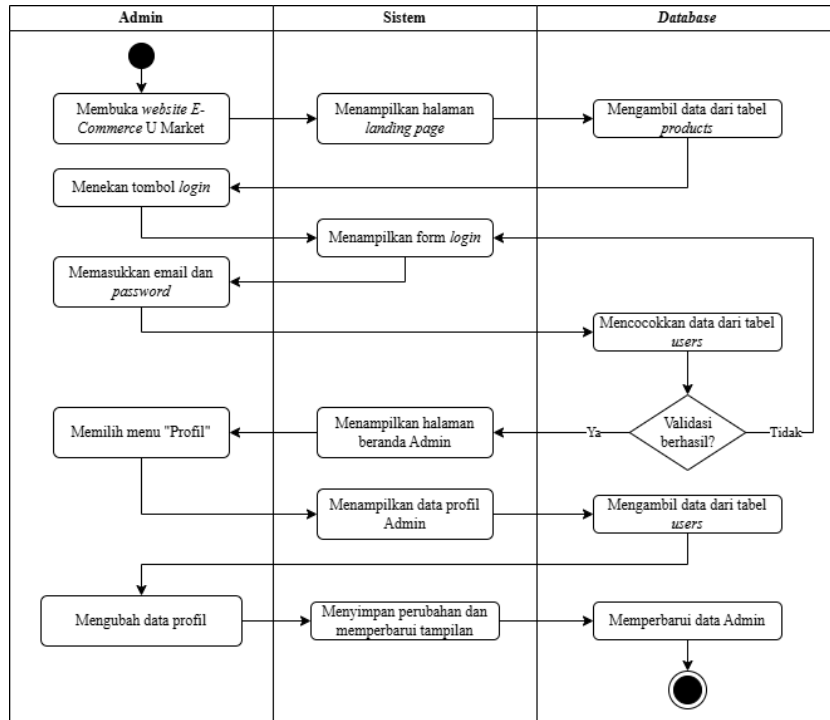 Admin
Sistem
Database
Membuka website E-
Commerce U Market
Menampilkan halaman
landing page
Mengambil data dari tabel
products
Menekan tombol login
Menampilkan form login
Memasukkan email dan
password
Mencocokkan data dari tabel
users
Memilih menu "Profil"
Menampilkan halaman
beranda Admin
Ya
Validasi
berhasil?
Tidak
Menampilkan data profil
Admin
Mengambil data dari tabel
users
Mengubah data profil
Menyimpan perubahan dan
memperbarui tampilan
Memperbarui data Admin